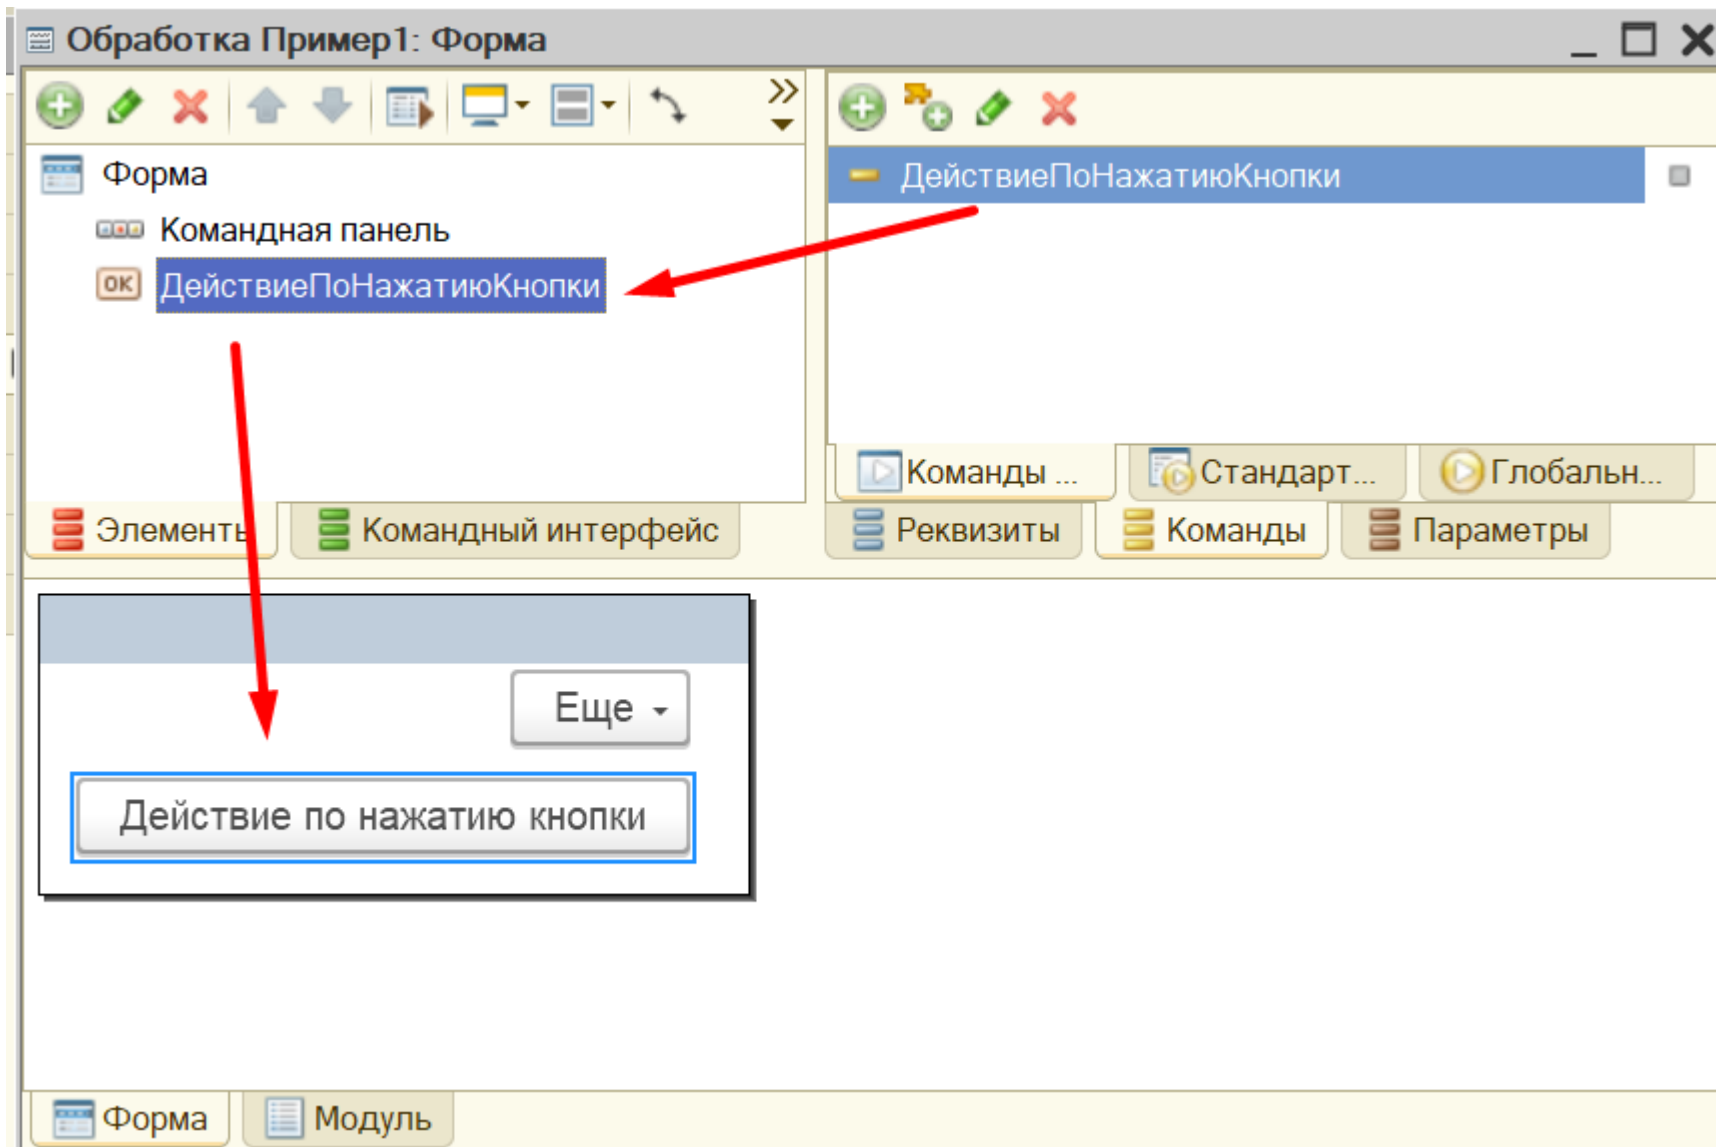 Обработка Пример1: Форма
Форма
Командная панель
OK ДействиеПоНажатиюКнопки
ДействиеПоНажатиюКнопки
Команды ...
Стандарт...
Глобальн...
Элементы
Командный интерфейс
Реквизиты
Команды
Параметры
Еще
Действие по нажатию кнопки
Форма
Модуль